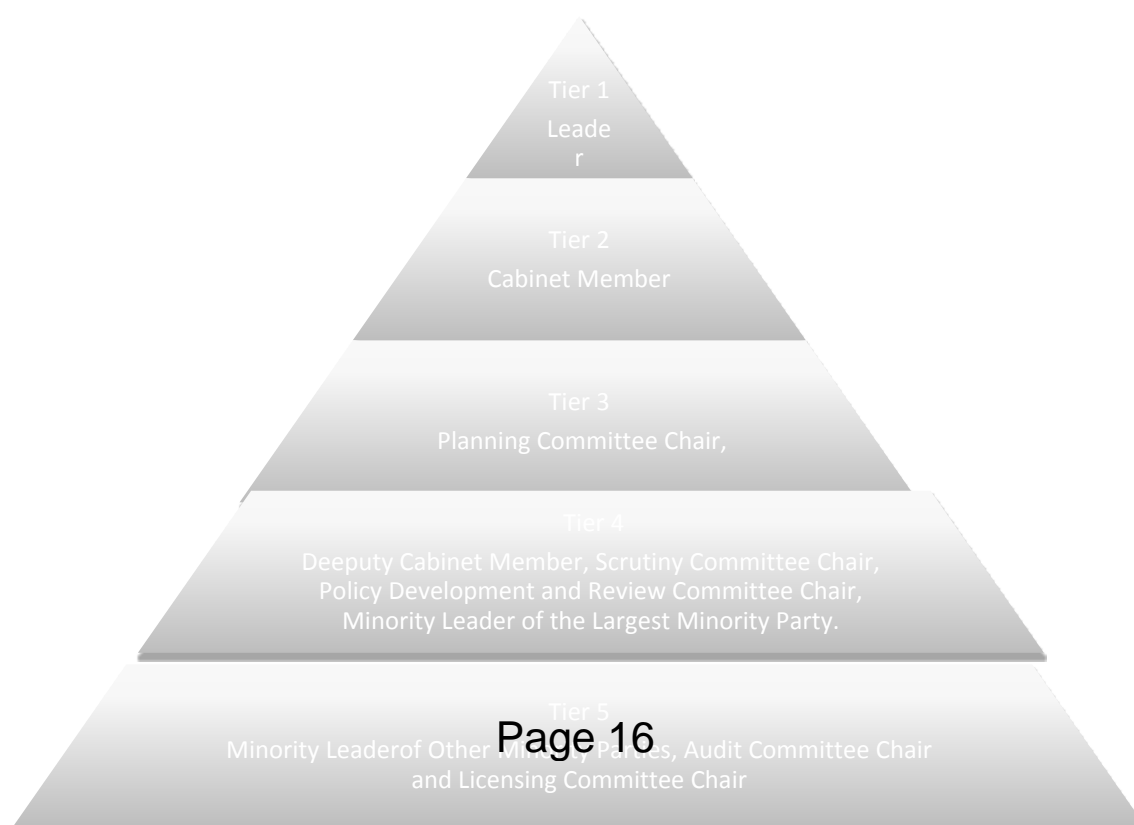 Tier 1
Leade
r
Tier 2
Cabinet Member
Tier 3
Planning Committee Chair,
Tier 4
Deeputy Cabinet Member, Scrutiny Committee Chair,
Policy Development and Review Committee Chair,
Minority Leader of the Largest Minority Party.
Tier 5
Page 16
Minority Leaderof Other Minority Parties, Audit Committee Chair
and Licensing Committee Chair